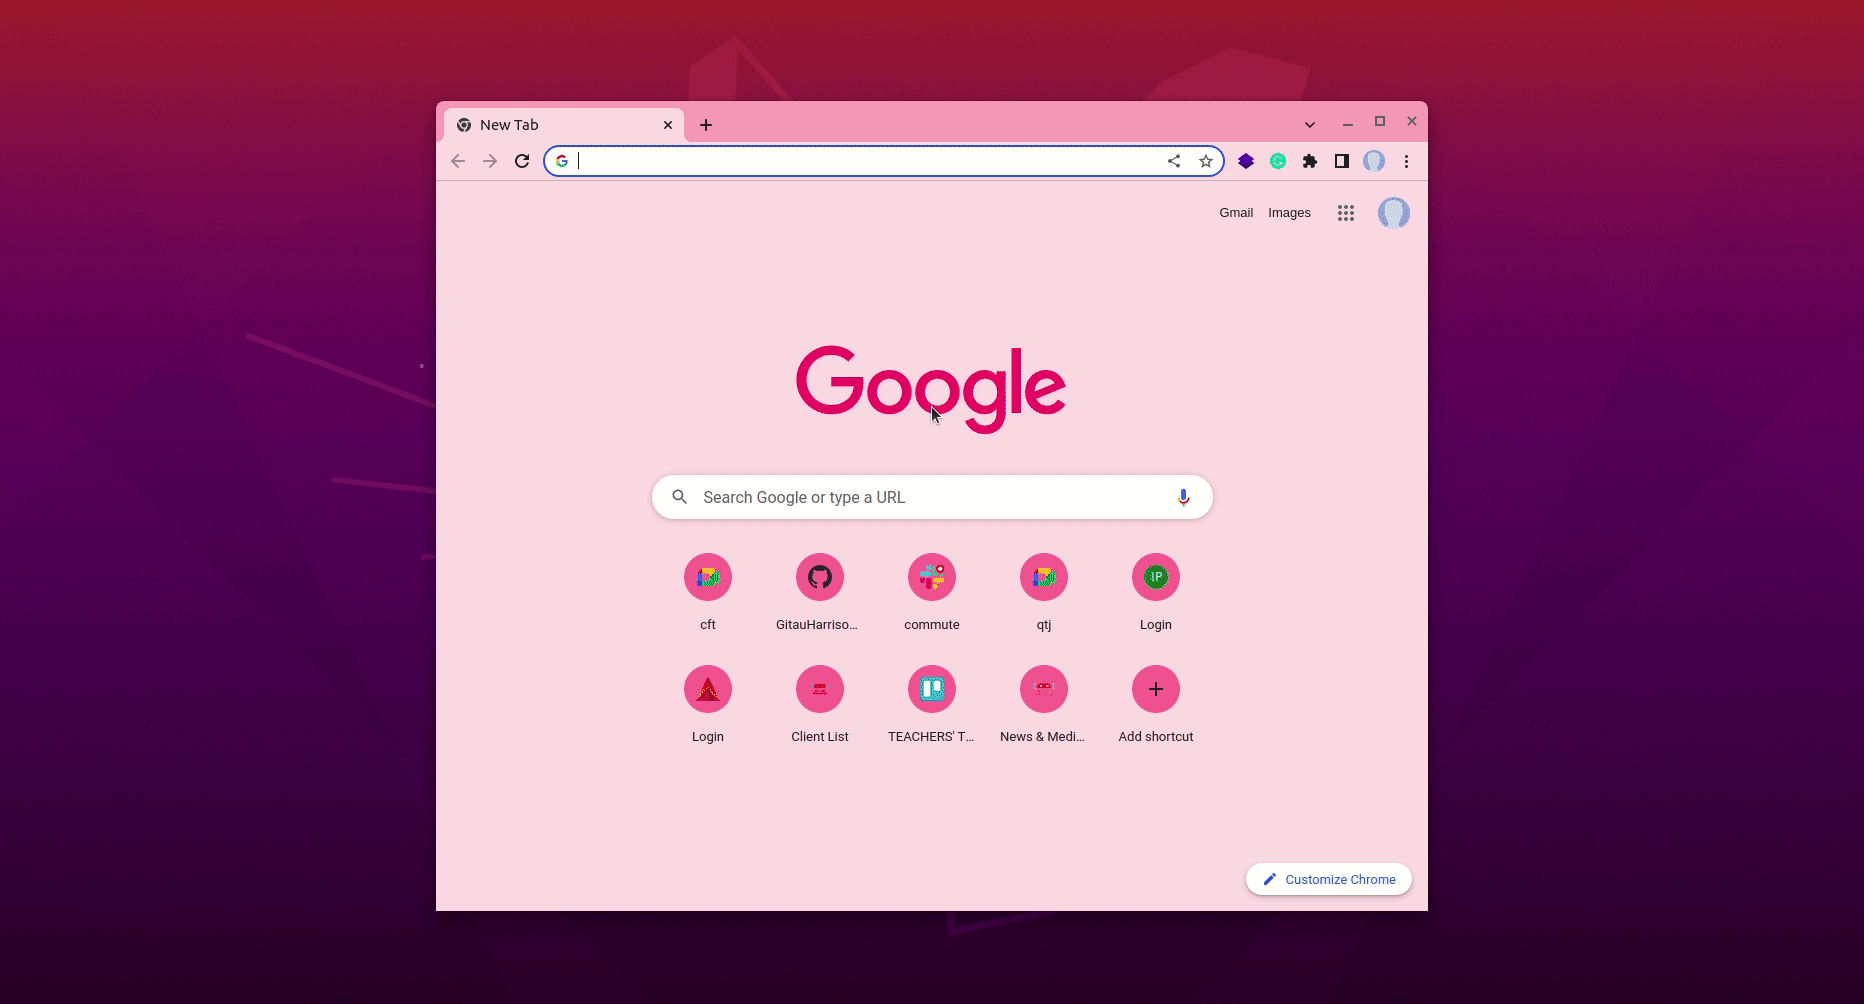 New Tab
Gmail Images
Google
Search Google or type a URL
cft
GitauHarriso...
commute
qtj
Login
Login
Client List
TEACHERS' T...
News & Medi...
Add shortcut
Customize Chrome